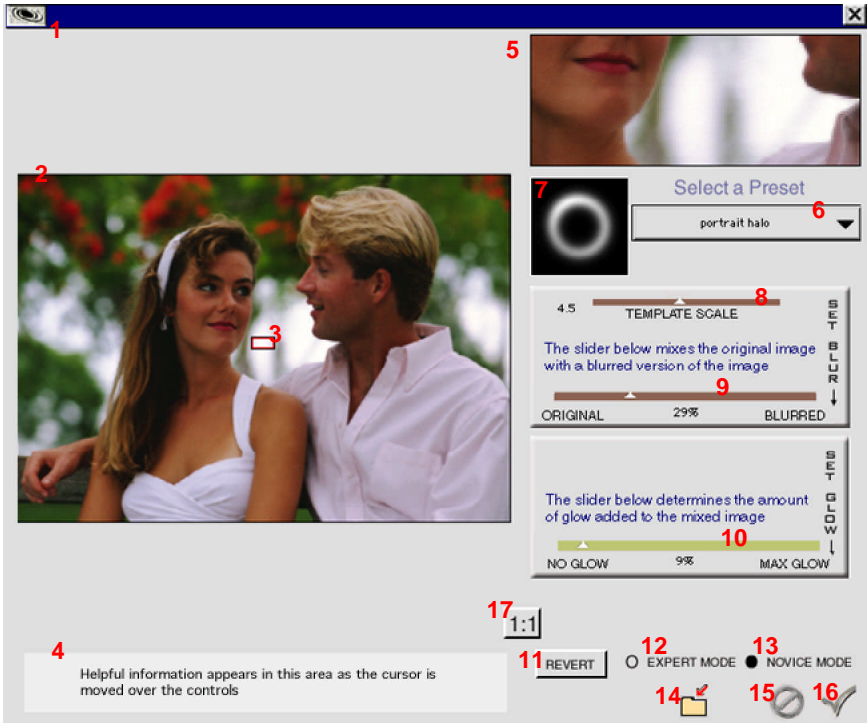 1
5
2
7
Select a Preset
6
portrait halo
3
4.5
8
TEMPLATE SCALE
SET BLUR
The slider below mixes the original image
with a blurred version of the image
9
ORIGINAL 29% BLURRED
SET GLOW
The slider below determines the amount
of glow added to the mixed image
10
NO GLOW 9% MAX GLOW
17
1:1
4
Helpful information appears in this area as the cursor is
moved over the controls
11 REVERT
12 EXPERT MODE
13 NOVICE MODE
14
15
16